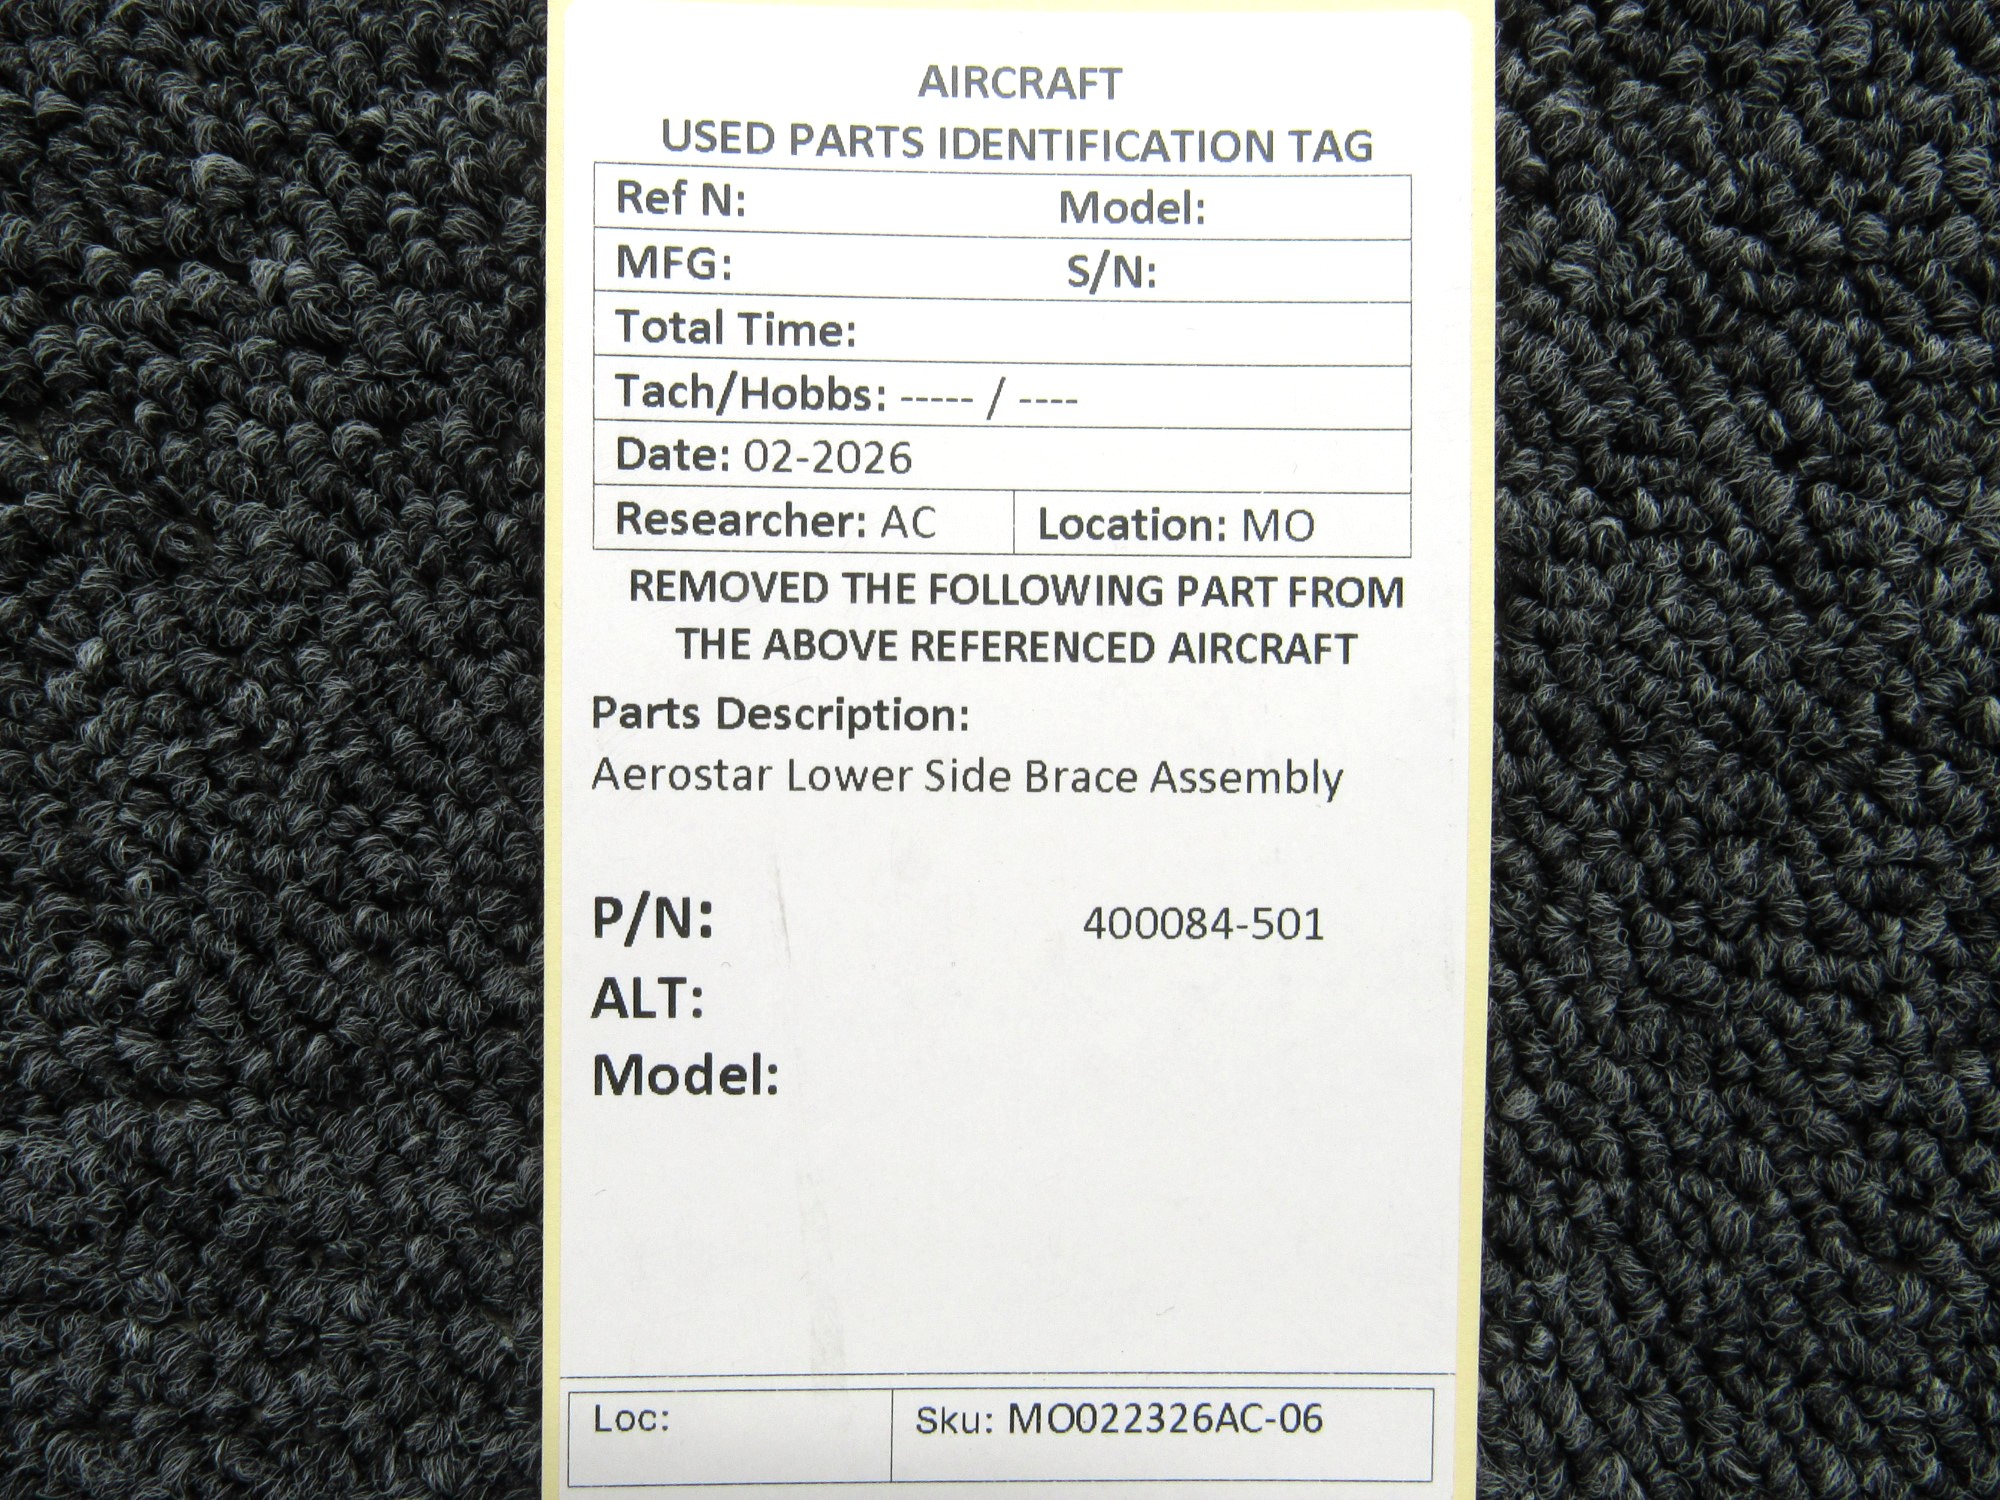 AIRCRAFT
USED PARTS IDENTIFICATION TAG
Ref N: Model:
MFG: S/N:
Total Time:
Tach/Hobbs: ----- / ----
Date: 02-2026
Researcher: AC Location: MO
REMOVED THE FOLLOWING PART FROM
THE ABOVE REFERENCED AIRCRAFT
Parts Description:
Aerostar Lower Side Brace Assembly
P/N: 400084-501
ALT:
Model:
Loc: Sku: MO022326AC-06